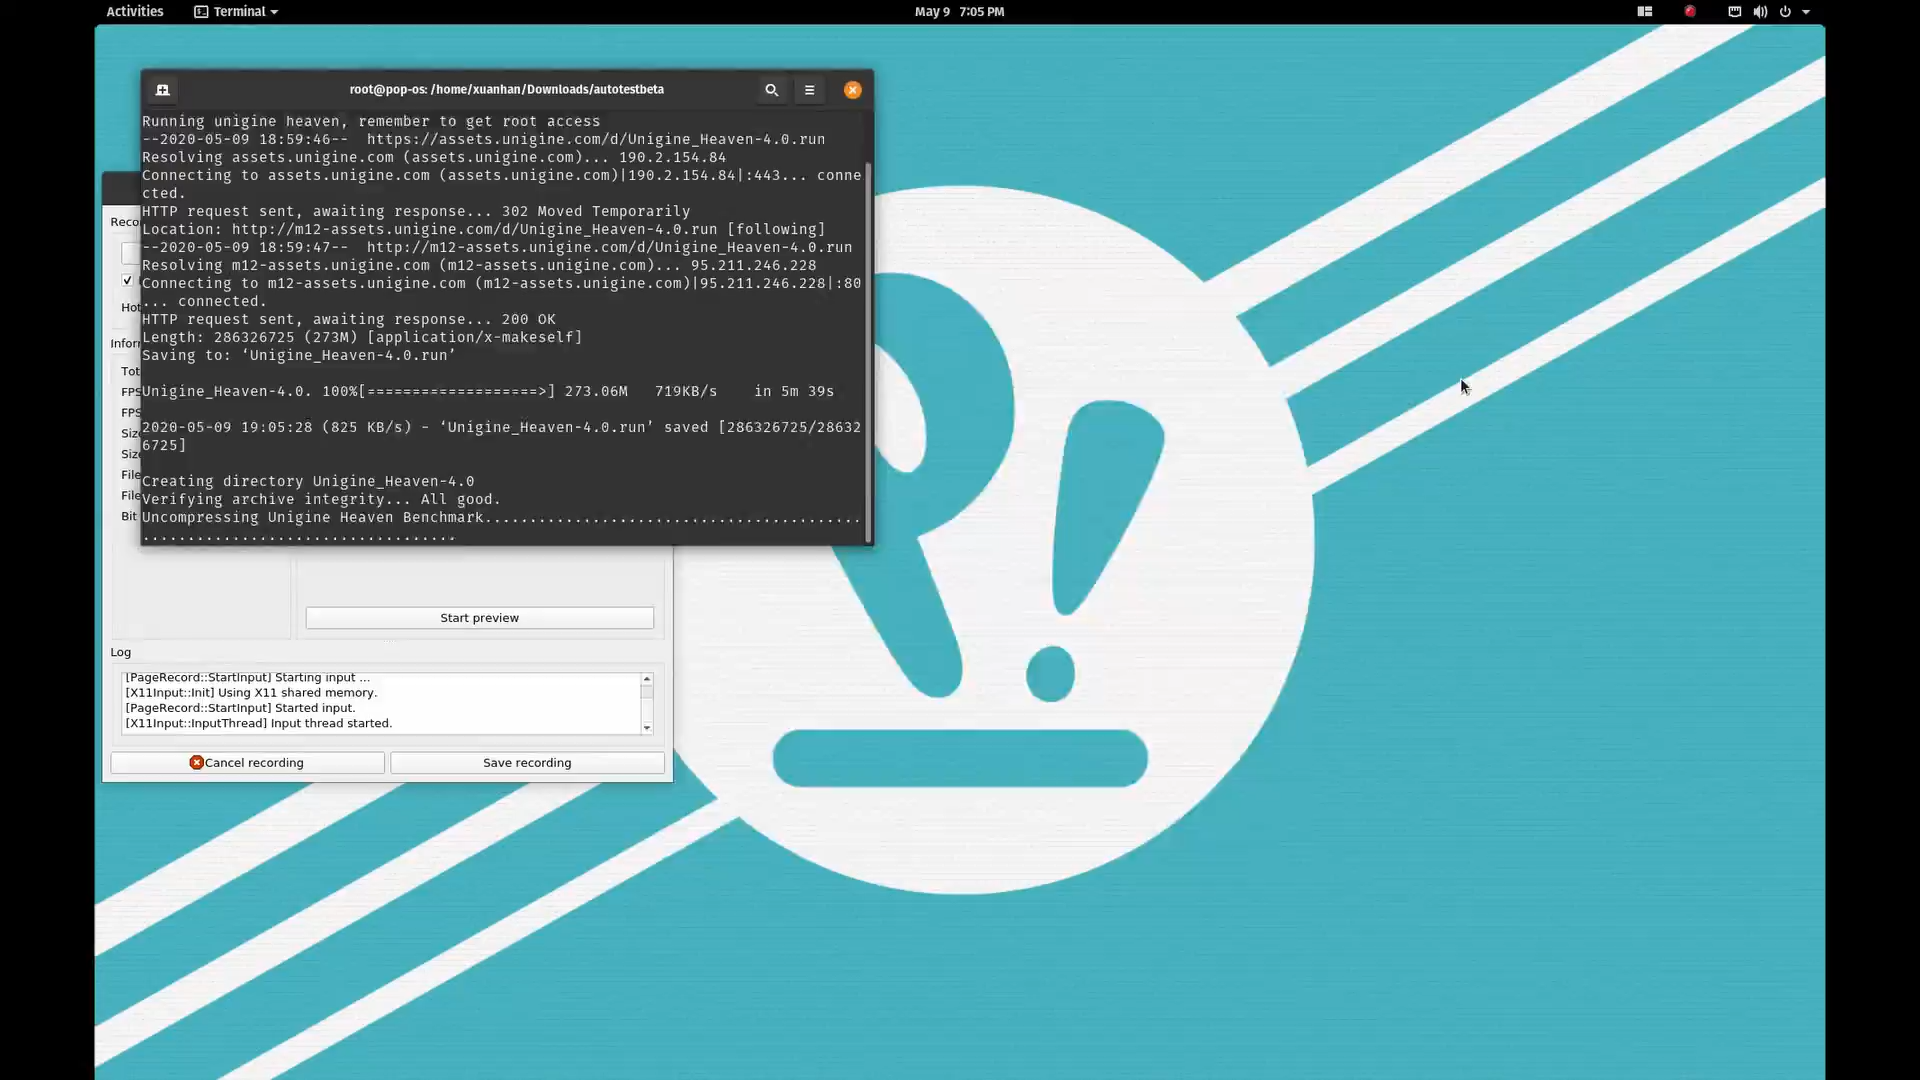 Activities
Terminal
May 9 7:05 PM
root@pop-os: /home/xuanhan/Downloads/autotestbeta
Running unigine heaven, remember to get root access
--2020-05-09 18:59:46--  https://assets.unigine.com/d/Unigine_Heaven-4.0.run
Resolving assets.unigine.com (assets.unigine.com)... 190.2.154.84
Connecting to assets.unigine.com (assets.unigine.com)|190.2.154.84|:443... conne
cted.
HTTP request sent, awaiting response... 302 Moved Temporarily
Location: http://m12-assets.unigine.com/d/Unigine_Heaven-4.0.run [following]
--2020-05-09 18:59:47--  http://m12-assets.unigine.com/d/Unigine_Heaven-4.0.run
Resolving m12-assets.unigine.com (m12-assets.unigine.com)... 95.211.246.228
Connecting to m12-assets.unigine.com (m12-assets.unigine.com)|95.211.246.228|:80
... connected.
HTTP request sent, awaiting response... 200 OK
Length: 286326725 (273M) [application/x-makeself]
Saving to: ‘Unigine_Heaven-4.0.run’
Unigine_Heaven-4.0. 100%[===================>] 273.06M   719KB/s    in 5m 39s
2020-05-09 19:05:28 (825 KB/s) - ‘Unigine_Heaven-4.0.run’ saved [286326725/28632
6725]
Creating directory Unigine_Heaven-4.0
Verifying archive integrity... All good.
Uncompressing Unigine Heaven Benchmark..........................................
...................................
Reco
Hot
Inform
Tot
FPS
FPS
Siz
Siz
File
File
Bit
Start preview
Log
[PageRecord::StartInput] Starting input ...
[X11Input::Init] Using X11 shared memory.
[PageRecord::StartInput] Started input.
[X11Input::InputThread] Input thread started.
Cancel recording
Save recording